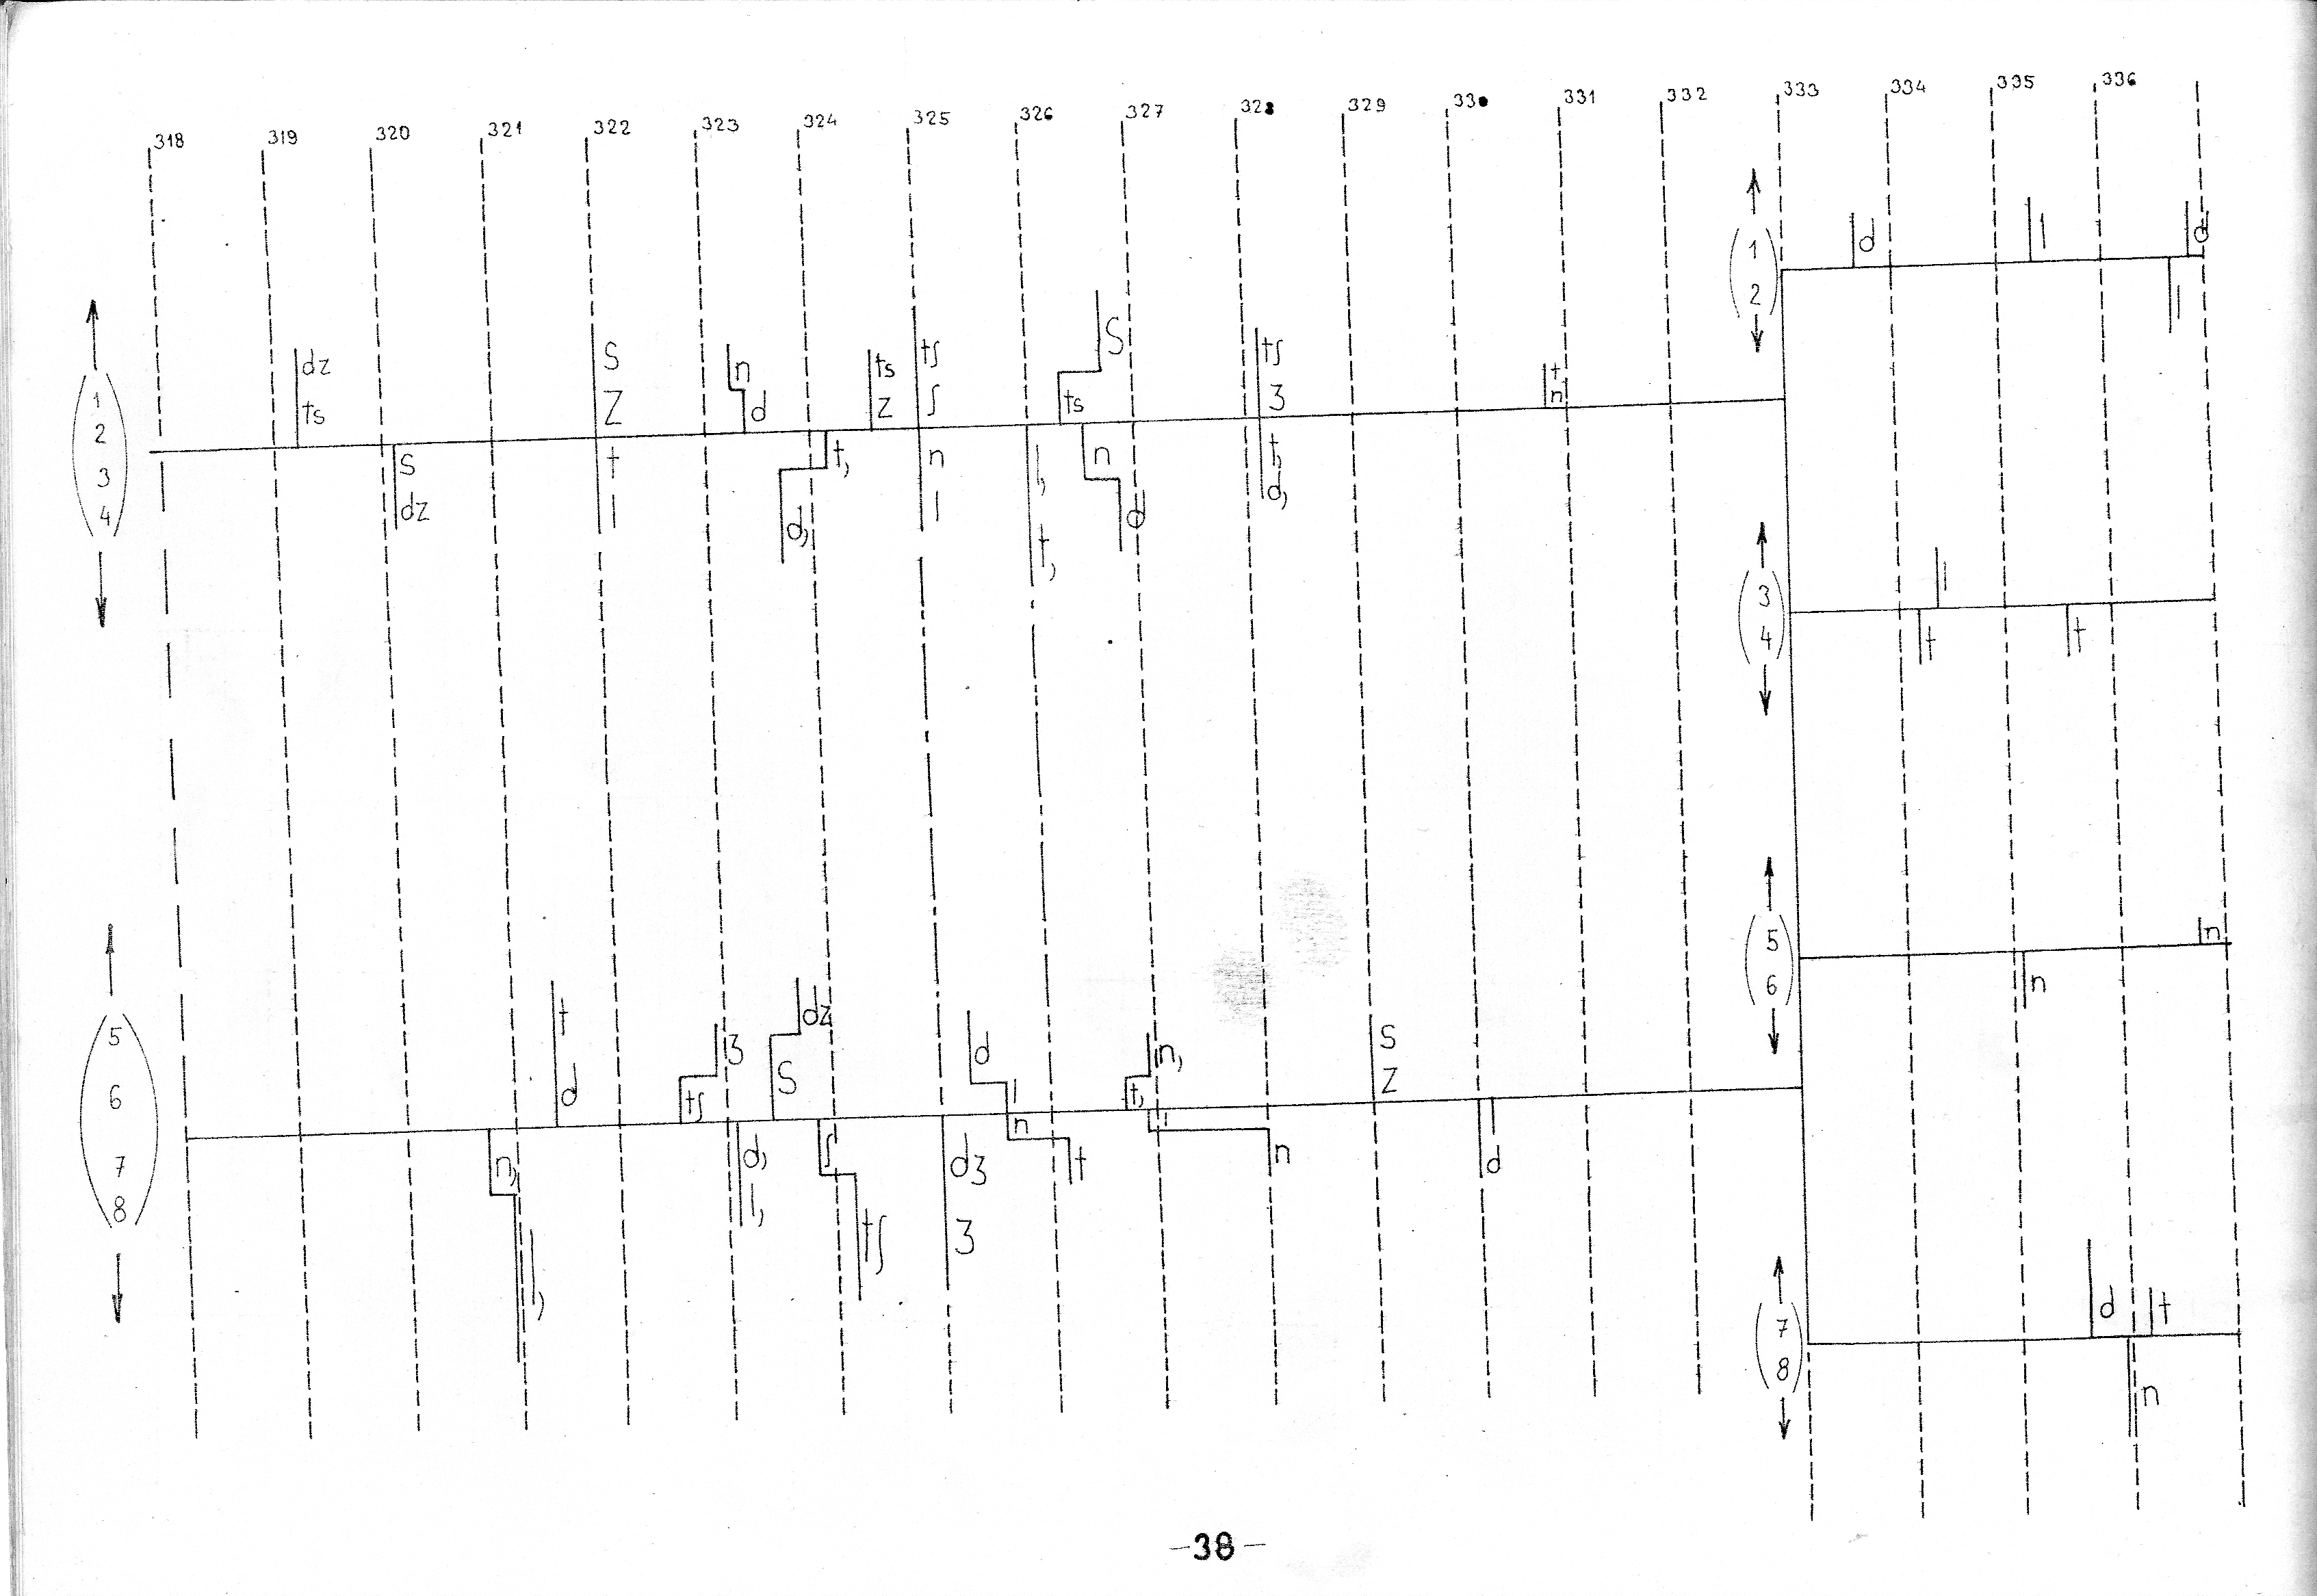 318 319 320 321 322 323 324 325 326 327 328 329 330 331 332 333 334 335 336
1 d l d
2 l
1 dz s n ts tʃ s tʃ t
2 ts z d z ʃ ts ʒ n
3 s t t, n l, n t,
4 dz l d, l t, d d,
3 l
4 t t
5 n
6 n
5 t ʒ dz d n, s
6 d tʃ s l t, z
7 n, d, ʃ dʒ n l n l
8 l, l, tʃ ʒ t d
7 d t
8 n
-38-